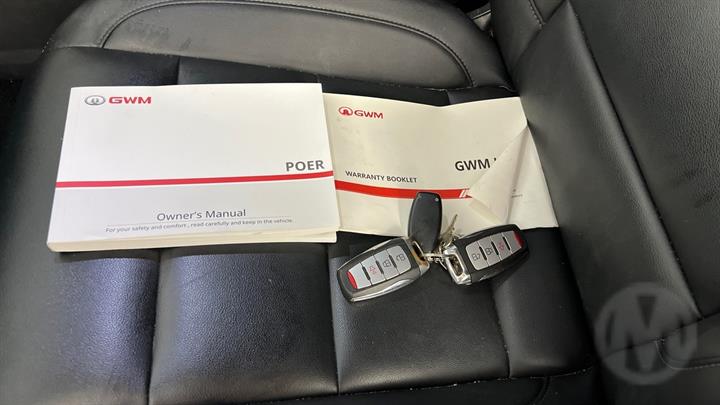 GWM
POER
Owner's Manual
For your safety and comfort , read carefully and keep in the vehicle.
GWM
GWM
WARRANTY BOOKLET